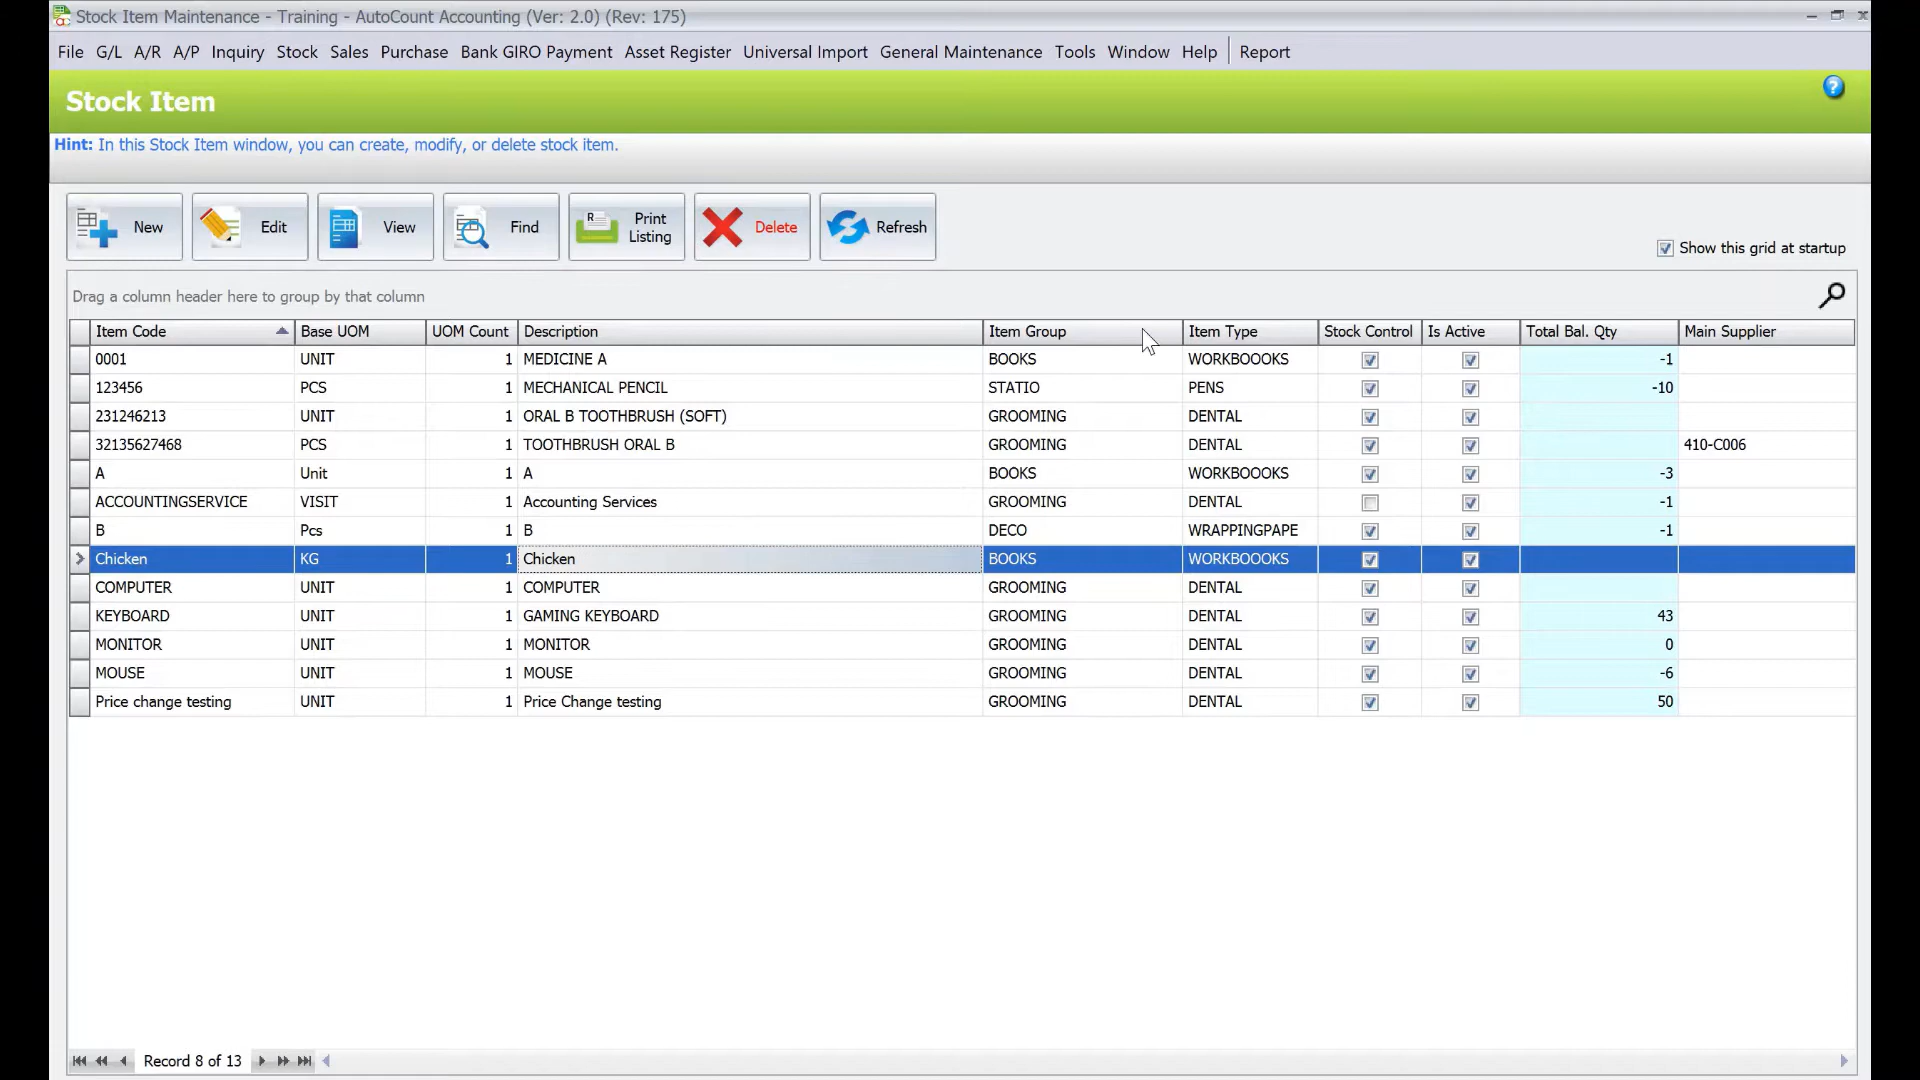 Stock Item Maintenance - Training - AutoCount Accounting (Ver: 2.0) (Rev: 175)
File G/L A/R A/P Inquiry Stock Sales Purchase Bank GIRO Payment Asset Register Universal Import General Maintenance Tools Window Help Report
Stock Item
?
Hint: In this Stock Item window, you can create, modify, or delete stock item.
New Edit View Find Print Listing Delete Refresh
Show this grid at startup
Drag a column header here to group by that column
Item Code Base UOM UOM Count Description Item Group Item Type Stock Control Is Active Total Bal. Qty Main Supplier
0001 UNIT 1 MEDICINE A BOOKS WORKBOOOKS -1
123456 PCS 1 MECHANICAL PENCIL STATIO PENS -10
231246213 UNIT 1 ORAL B TOOTHBRUSH (SOFT) GROOMING DENTAL
32135627468 PCS 1 TOOTHBRUSH ORAL B GROOMING DENTAL 410-C006
A Unit 1 A BOOKS WORKBOOOKS -3
ACCOUNTINGSERVICE VISIT 1 Accounting Services GROOMING DENTAL -1
B Pcs 1 B DECO WRAPPINGPAPE -1
Chicken KG 1 Chicken BOOKS WORKBOOOKS
COMPUTER UNIT 1 COMPUTER GROOMING DENTAL
KEYBOARD UNIT 1 GAMING KEYBOARD GROOMING DENTAL 43
MONITOR UNIT 1 MONITOR GROOMING DENTAL 0
MOUSE UNIT 1 MOUSE GROOMING DENTAL -6
Price change testing UNIT 1 Price Change testing GROOMING DENTAL 50
Record 8 of 13